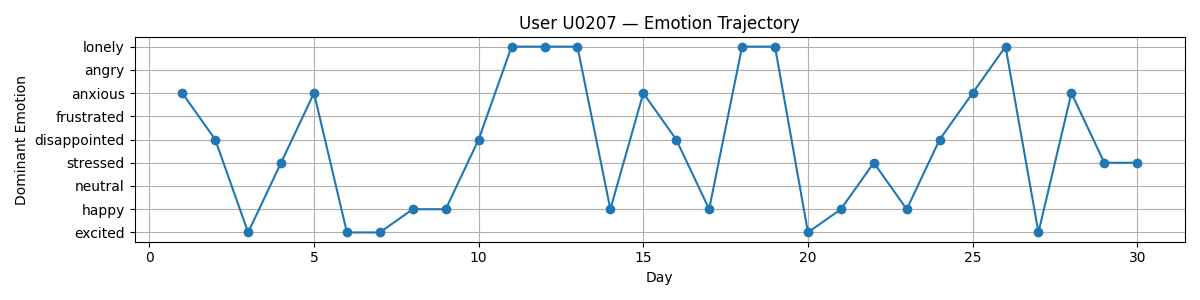 User U0207 — Emotion Trajectory
Dominant Emotion
lonely
angry
anxious
frustrated
disappointed
stressed
neutral
happy
excited
0 5 10 15 20 25 30
Day